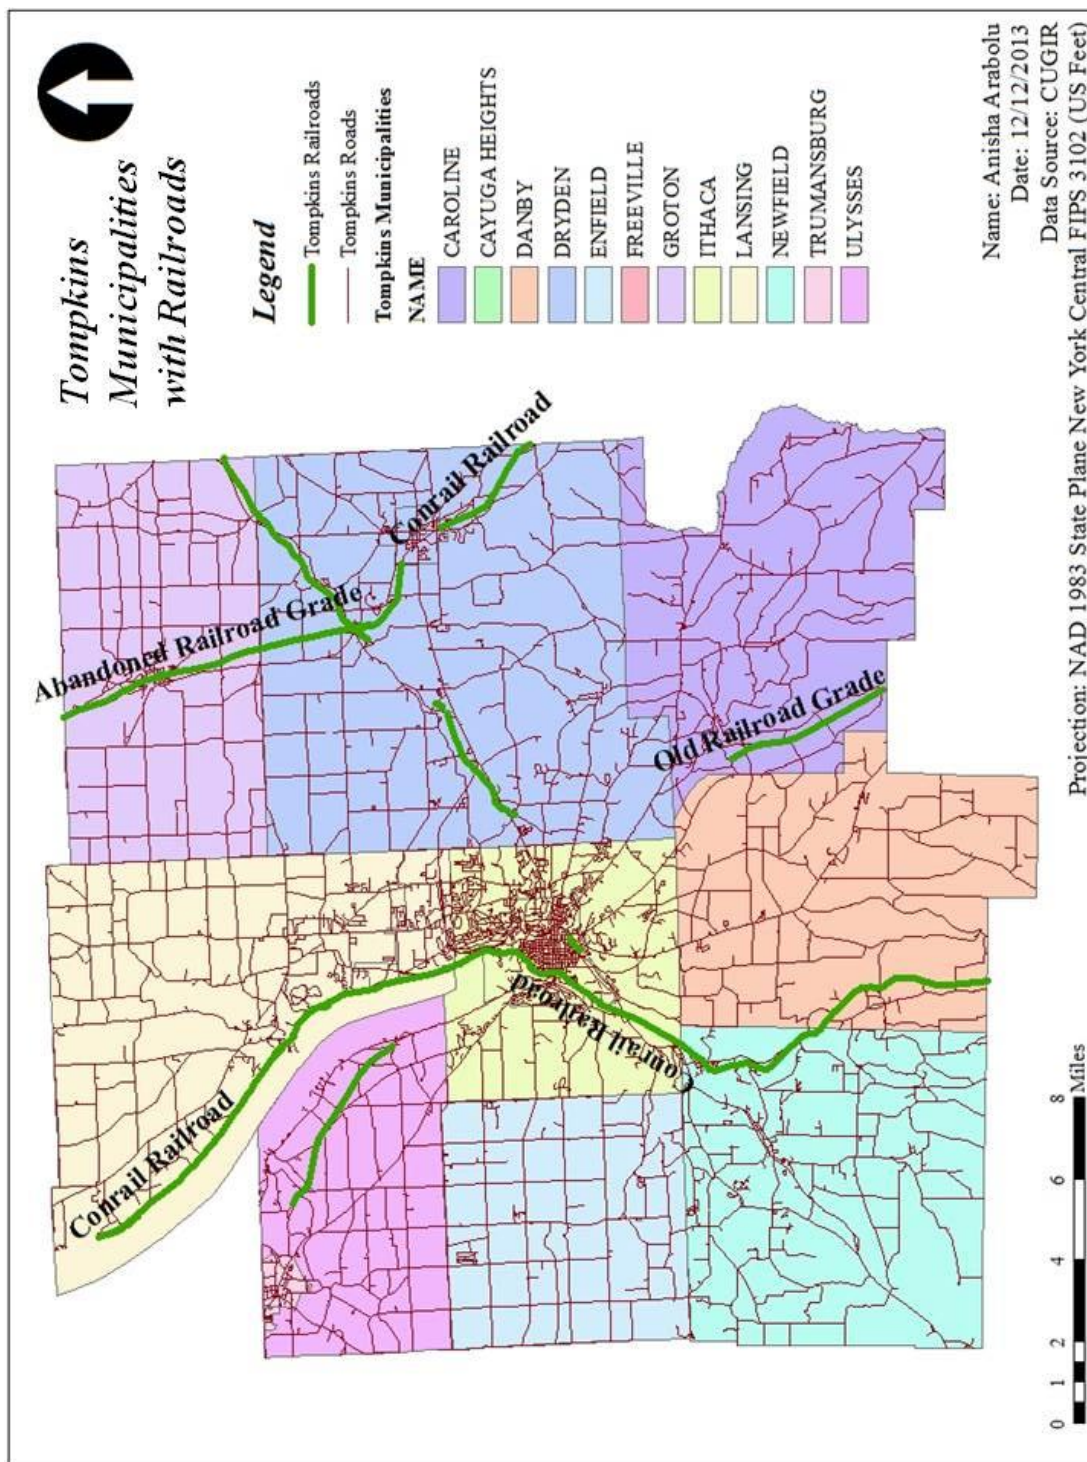 Tompkins
Municipalities
with Railroads
Legend
Tompkins Railroads
Tompkins Roads
Tompkins Municipalities
NAME
CAROLINE
CAYUGA HEIGHTS
DANBY
DRYDEN
ENFIELD
FREEVILLE
GROTON
ITHACA
LANSING
NEWFIELD
TRUMANSBURG
ULYSSES
Conrail Railroad
Abandoned Railroad Grade
Conrail Railroad
Conrail Railroad
Old Railroad Grade
0 1 2 4 6 8
Miles
Name: Anisha Arabolu
Date: 12/12/2013
Data Source: CUGIR
Projection: NAD 1983 State Plane New York Central FIPS 3102 (US Feet)